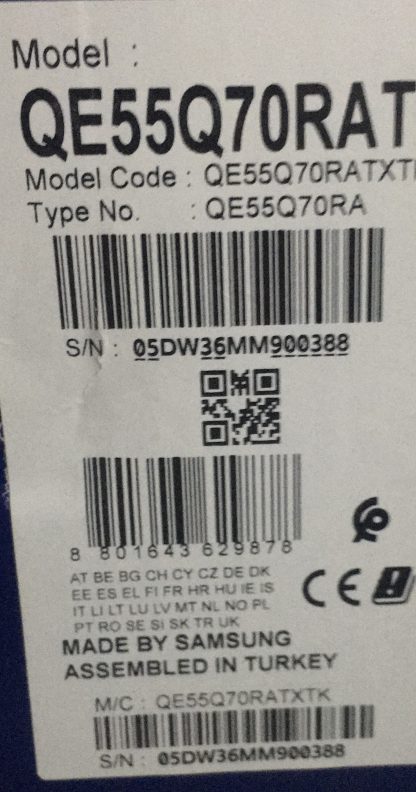 Model :
QE55Q70RAT
Model Code : QE55Q70RATXT
Type No. : QE55Q70RA
S/N : 05DW36MM900388
8 801643 629878
AT BE BG CH CY CZ DE DK
EE ES EL FI FR HR HU IE IS
IT LI LT LU LV MT NL NO PL
PT RO SE SI SK TR UK
CE
MADE BY SAMSUNG
ASSEMBLED IN TURKEY
M/C : QE55Q70RATXTK
S/N : 05DW36MM900388